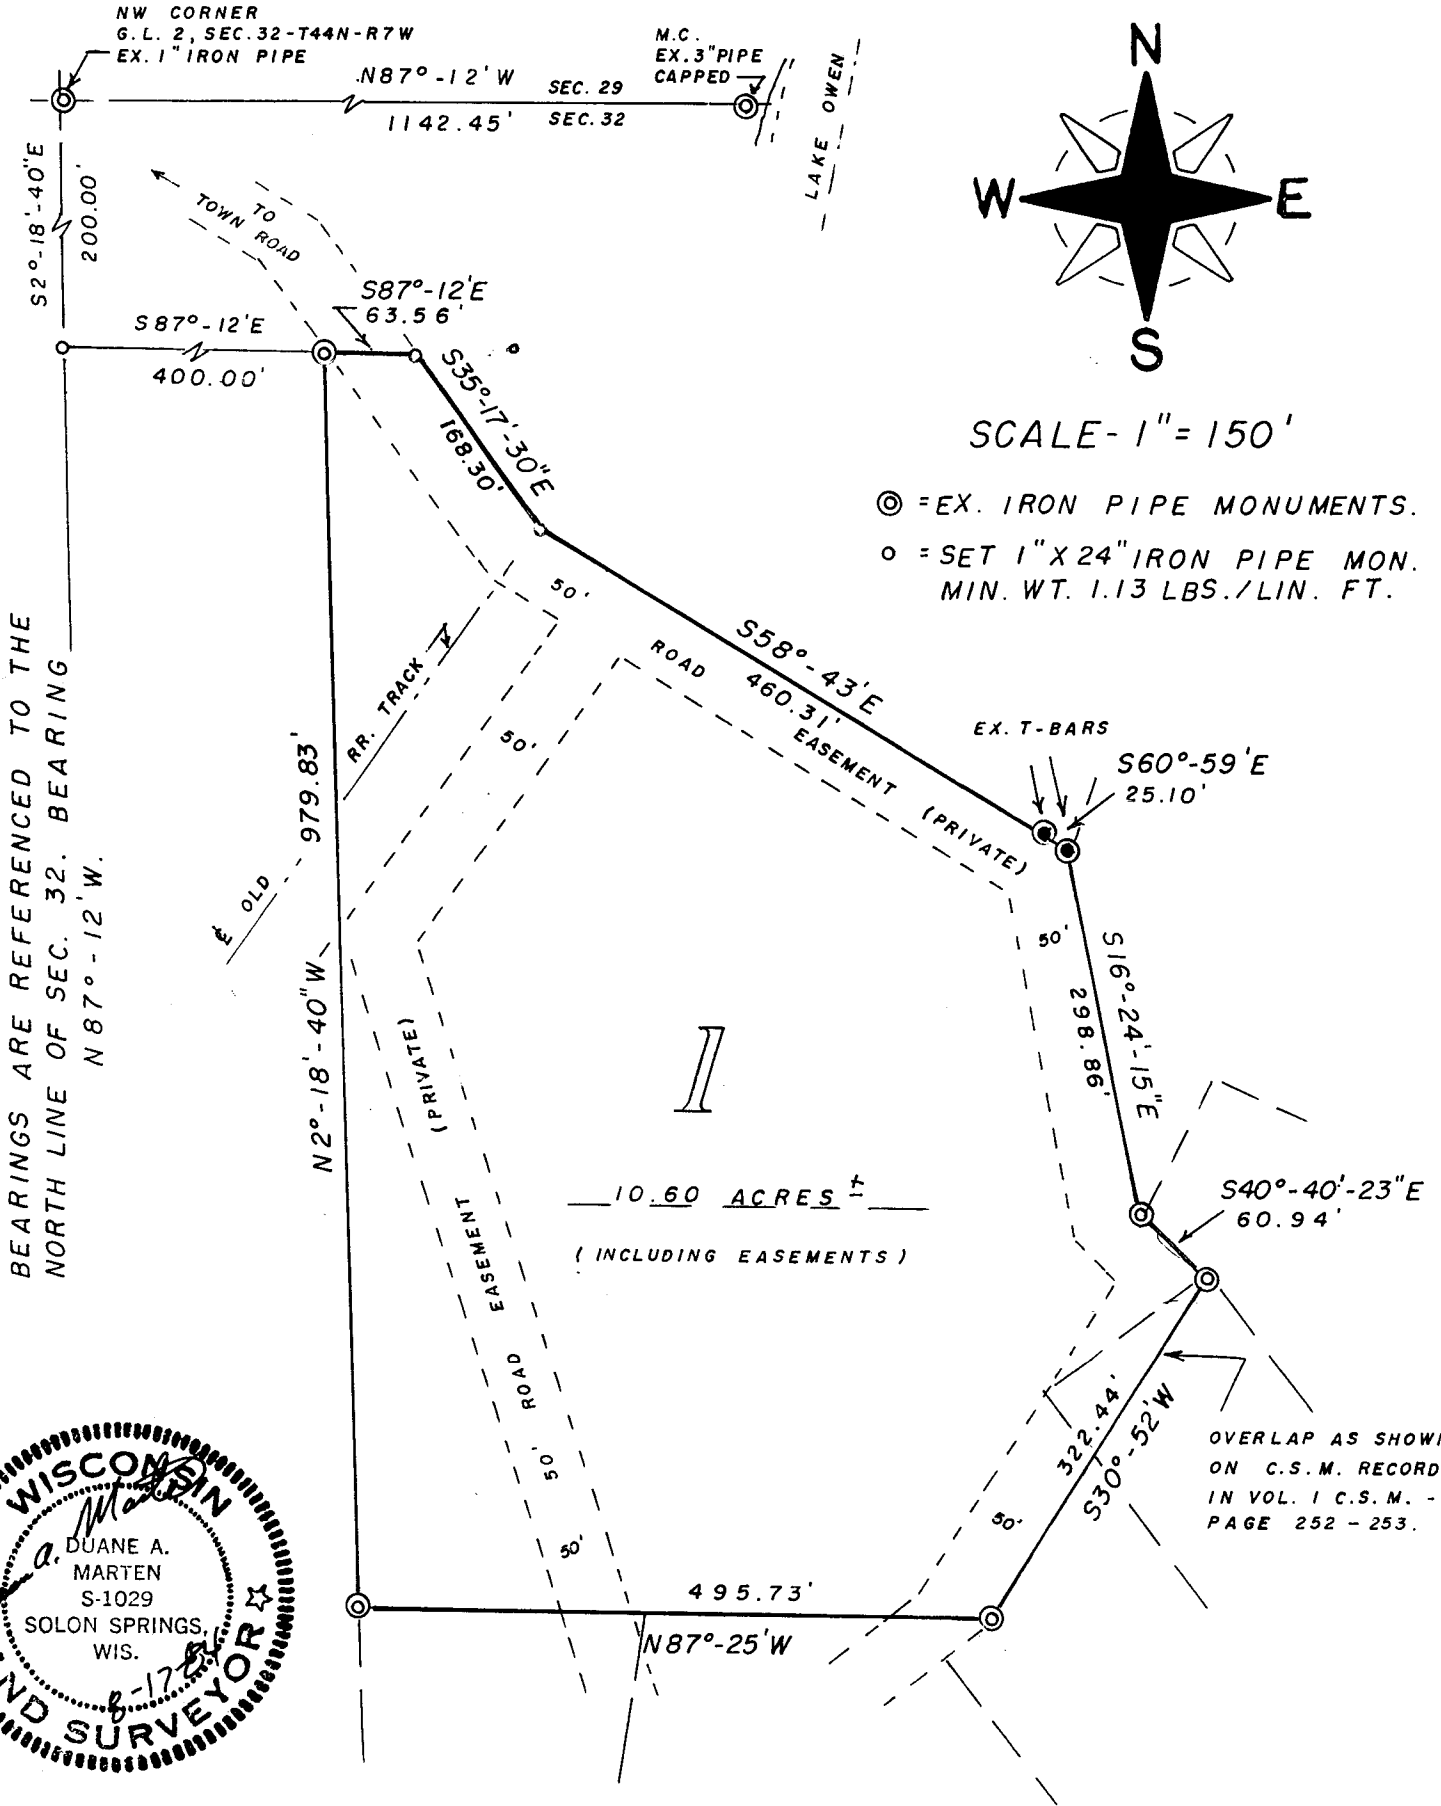 NW CORNER
G.L. 2, SEC. 32-T44N-R7W
EX. 1" IRON PIPE
M.C.
EX. 3" PIPE
CAPPED
N87°-12'W
SEC. 29
1142.45'
SEC. 32
LAKE OWEN
S2°-18'-40"E
200.00'
TO
TOWN ROAD
S87°-12'E
63.56'
S87°-12'E
400.00'
S35°-17'-30"E
168.30'
N
W
E
S
SCALE- 1"= 150'
= EX. IRON PIPE MONUMENTS.
= SET 1" X 24" IRON PIPE MON.
MIN. WT. 1.13 LBS./LIN. FT.
50'
S58°-43'E
460.31'
ROAD
EASEMENT
(PRIVATE)
RR. TRACK
OLD
50'
EX. T-BARS
S60°-59'E
25.10'
979.83'
N2°-18'-40"W
BEARINGS ARE REFERENCED TO THE
NORTH LINE OF SEC. 32. BEARING
N87°-12'W.
50'
S16°-24'-15"E
298.86'
(PRIVATE)
EASEMENT
ROAD
50'
50'
1
10.60 ACRES ±
( INCLUDING EASEMENTS )
S40°-40'-23"E
60.94'
322.44'
S30°-52'W
50'
OVERLAP AS SHOW
ON C.S.M. RECORD
IN VOL. 1 C.S.M. -
PAGE 252 - 253.
495.73'
N87°-25'W
WISCONSIN
a. Marten
DUANE A.
MARTEN
S-1029
SOLON SPRINGS,
WIS.
ND SURVEYOR